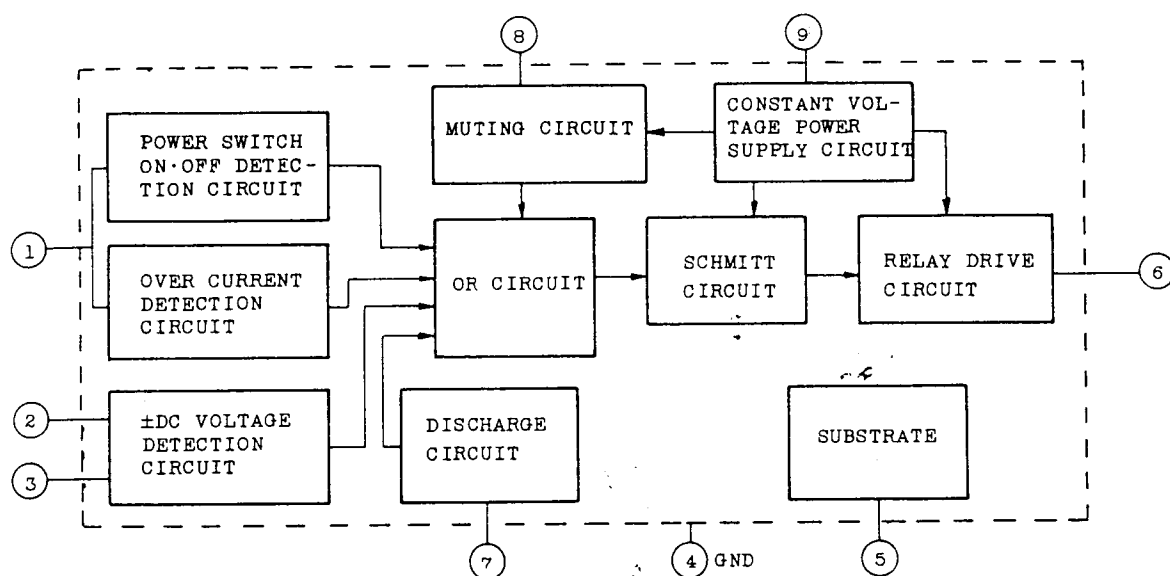 8
9
MUTING CIRCUIT
CONSTANT VOL-
TAGE POWER
SUPPLY CIRCUIT
POWER SWITCH
ON·OFF DETEC-
TION CIRCUIT
1
OVER CURRENT
DETECTION
CIRCUIT
OR CIRCUIT
SCHMITT
CIRCUIT
RELAY DRIVE
CIRCUIT
6
2
3
±DC VOLTAGE
DETECTION
CIRCUIT
DISCHARGE
CIRCUIT
SUBSTRATE
7
4 GND
5